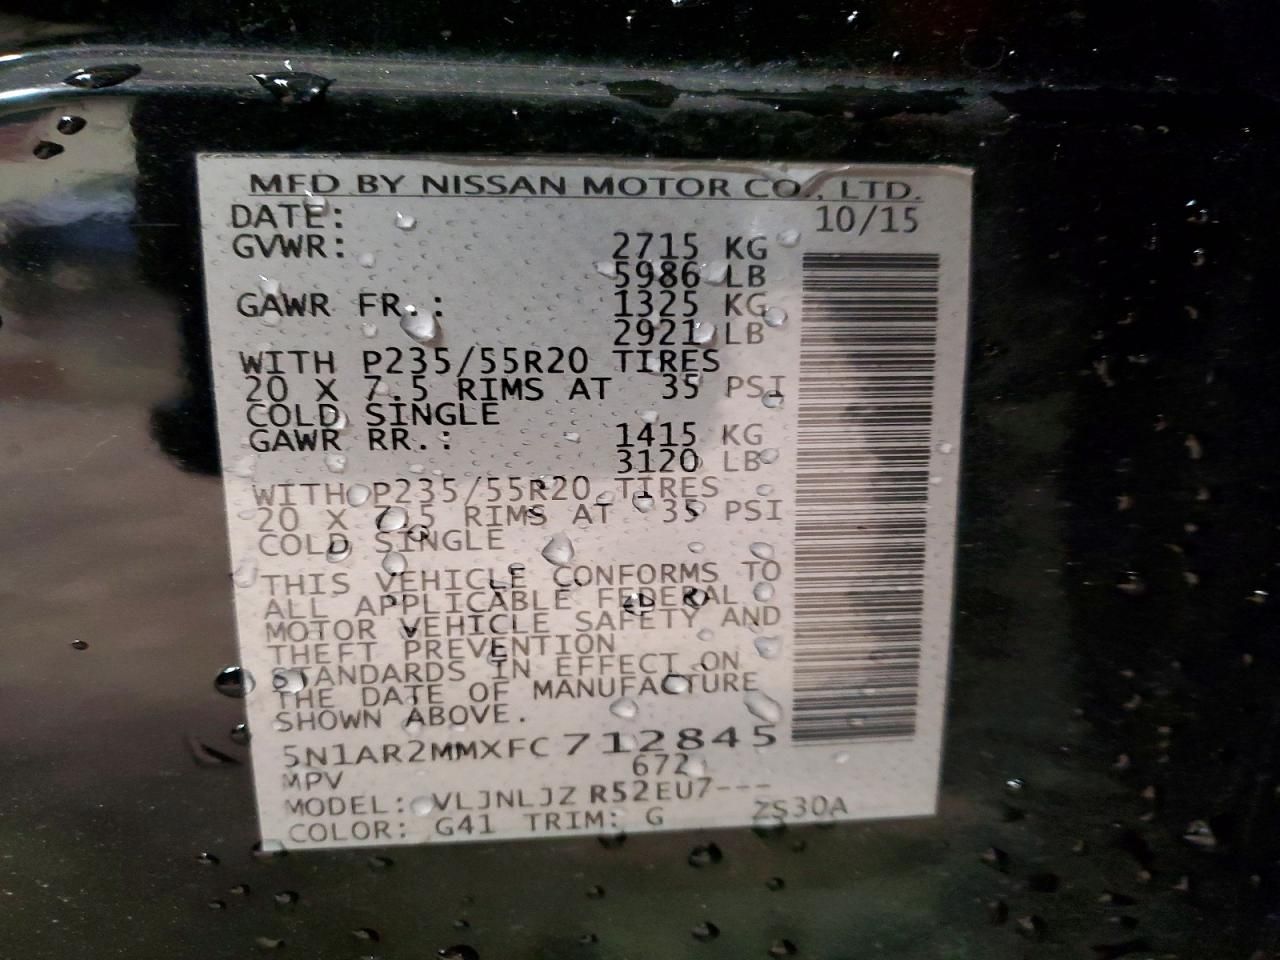 MFD BY NISSAN MOTOR CO., LTD.
DATE: 10/15
GVWR: 2715 KG
5986 LB
GAWR FR.: 1325 KG
2921 LB
WITH P235/55R20 TIRES
20 X 7.5 RIMS AT 35 PSI
COLD SINGLE
GAWR RR.: 1415 KG
3120 LB
WITH P235/55R20 TIRES
20 X 7.5 RIMS AT 35 PSI
COLD SINGLE
THIS VEHICLE CONFORMS TO
ALL APPLICABLE FEDERAL
MOTOR VEHICLE SAFETY AND
THEFT PREVENTION
STANDARDS IN EFFECT ON
THE DATE OF MANUFACTURE
SHOWN ABOVE.
5N1AR2MMXFC712845
MPV 672
MODEL: VLJNLJZ R52EU7---
COLOR: G41 TRIM: G ZS30A